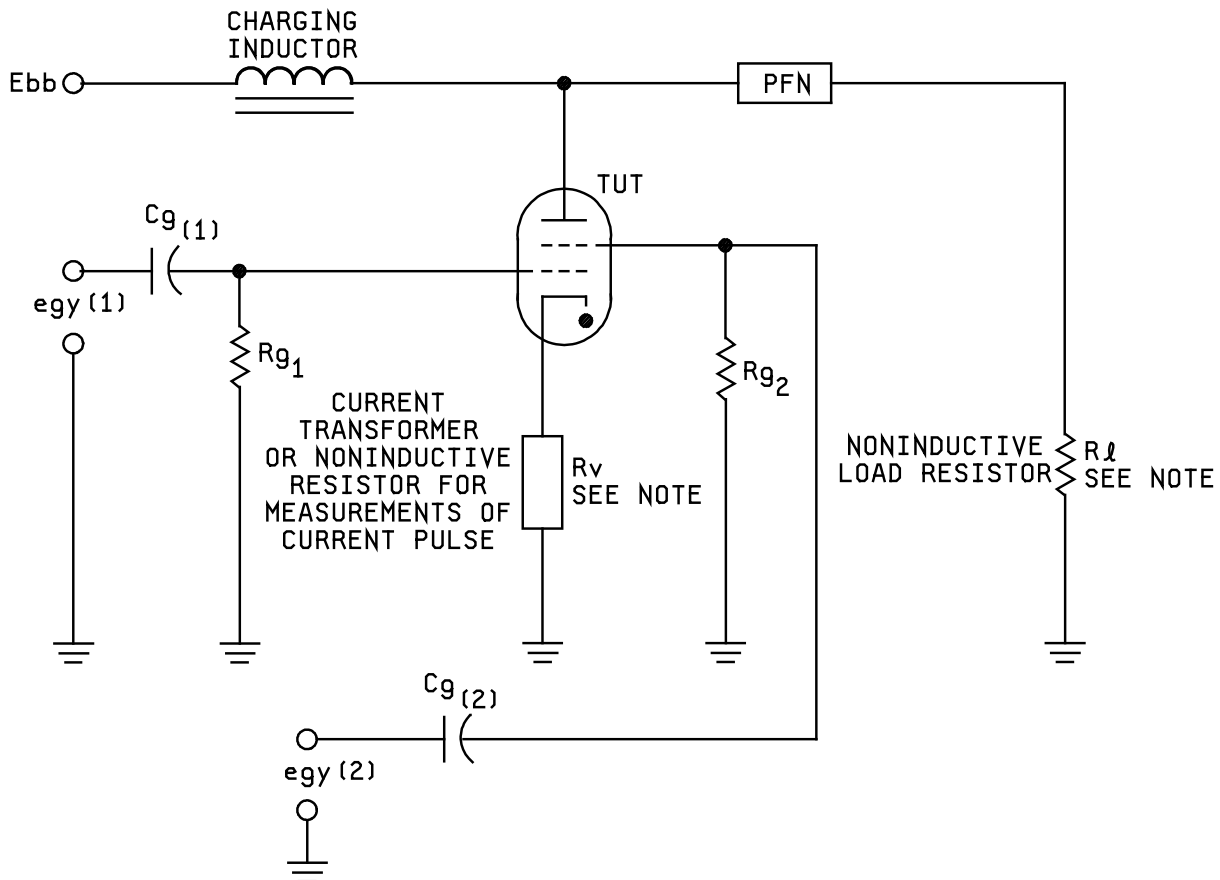 CHARGING
INDUCTOR
Ebb
PFN
TUT
Cg(1)
egy(1)
Rg1
Rg2
CURRENT
TRANSFORMER
OR NONINDUCTIVE
RESISTOR FOR
MEASUREMENTS OF
CURRENT PULSE
Rv
SEE NOTE
NONINDUCTIVE
LOAD RESISTOR
Rℓ
SEE NOTE
Cg(2)
egy(2)